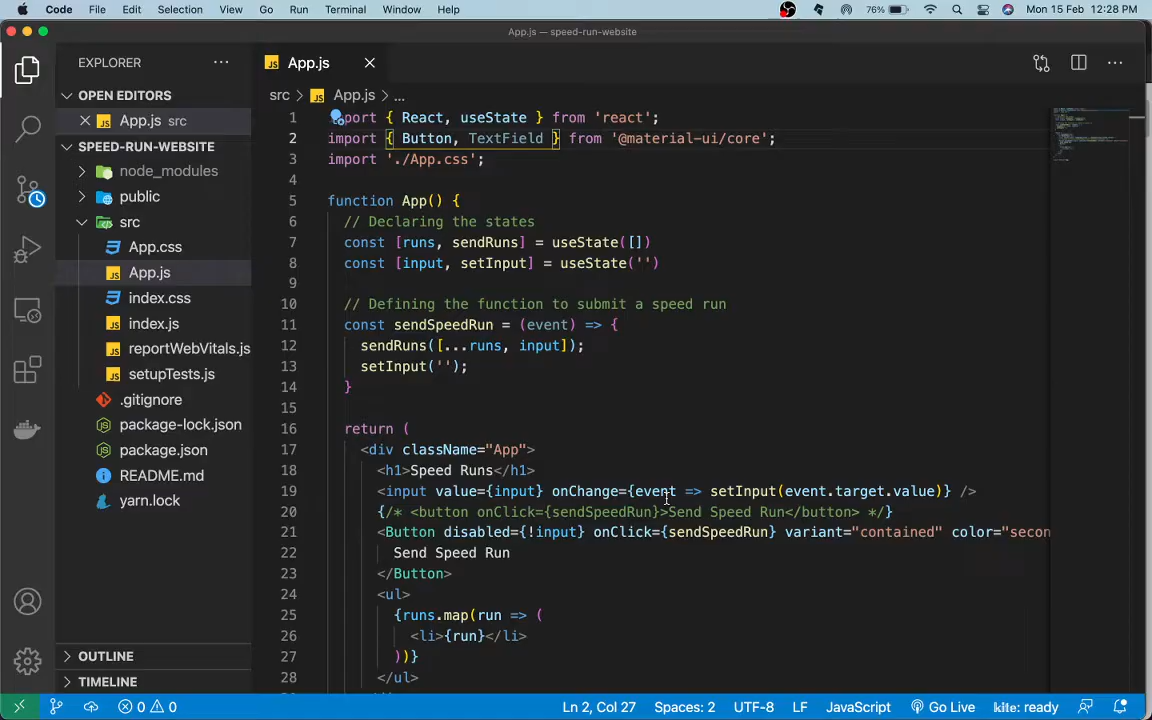 Code File Edit Selection View Go Run Terminal Window Help 76% Mon 15 Feb 12:28 PM
App.js — speed-run-website
EXPLORER
OPEN EDITORS
App.js src
SPEED-RUN-WEBSITE
node_modules
public
src
App.css
App.js
index.css
index.js
reportWebVitals.js
setupTests.js
.gitignore
package-lock.json
package.json
README.md
yarn.lock
OUTLINE
TIMELINE
JS App.js
src > JS App.js > ...
1 port { React, useState } from 'react';
2 import { Button, TextField } from '@material-ui/core';
3 import './App.css';
4
5 function App() {
6 // Declaring the states
7 const [runs, sendRuns] = useState([])
8 const [input, setInput] = useState('')
9
10 // Defining the function to submit a speed run
11 const sendSpeedRun = (event) => {
12 sendRuns([...runs, input]);
13 setInput('');
14 }
15
16 return (
17 <div className="App">
18 <h1>Speed Runs</h1>
19 <input value={input} onChange={event => setInput(event.target.value)} />
20 {/* <button onClick={sendSpeedRun}>Send Speed Run</button> */}
21 <Button disabled={!input} onClick={sendSpeedRun} variant="contained" color="secon
22 Send Speed Run
23 </Button>
24 <ul>
25 {runs.map(run => (
26 <li>{run}</li>
27 ))}
28 </ul>
0 0 Ln 2, Col 27 Spaces: 2 UTF-8 LF JavaScript Go Live kite: ready